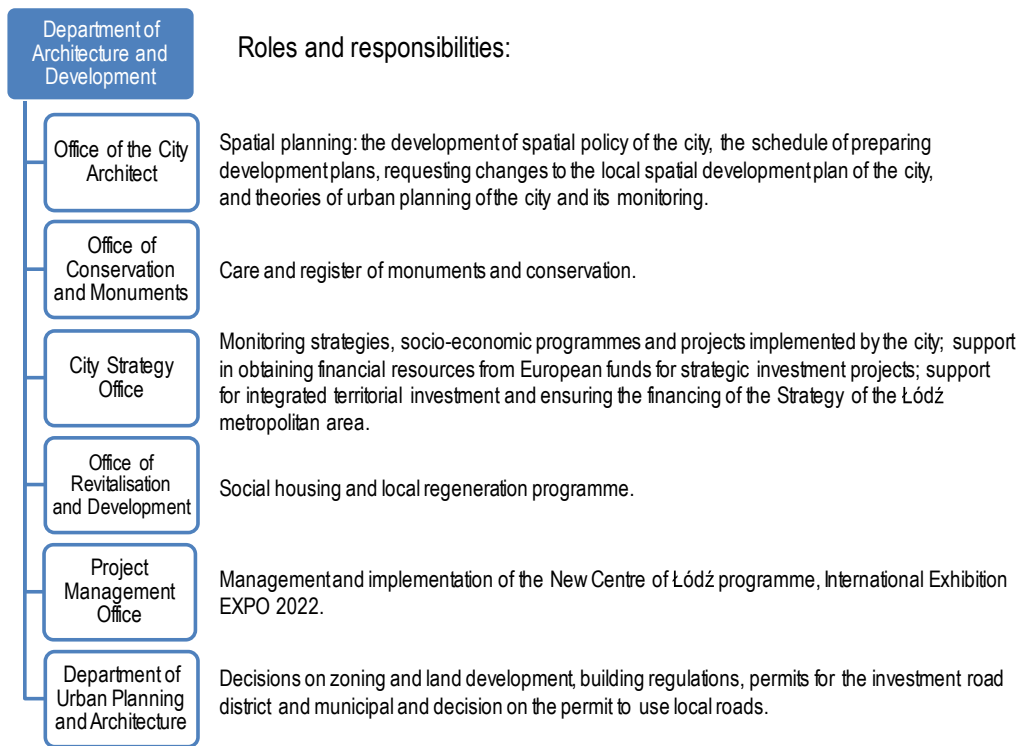 Department of
Architecture and
Development
Roles and responsibilities:
Office of the City
Architect
Spatial planning: the development of spatial policy of the city, the schedule of preparing
development plans, requesting changes to the local spatial development plan of the city,
and theories of urban planning of the city and its monitoring.
Office of
Conservation
and Monuments
Care and register of monuments and conservation.
City Strategy
Office
Monitoring strategies, socio-economic programmes and projects implemented by the city; support
in obtaining financial resources from European funds for strategic investment projects; support
for integrated territorial investment and ensuring the financing of the Strategy of the Łódź
metropolitan area.
Office of
Revitalisation
and Development
Social housing and local regeneration programme.
Project
Management
Office
Management and implementation of the New Centre of Łódź programme, International Exhibition
EXPO 2022.
Department of
Urban Planning
and Architecture
Decisions on zoning and land development, building regulations, permits for the investment road
district and municipal and decision on the permit to use local roads.